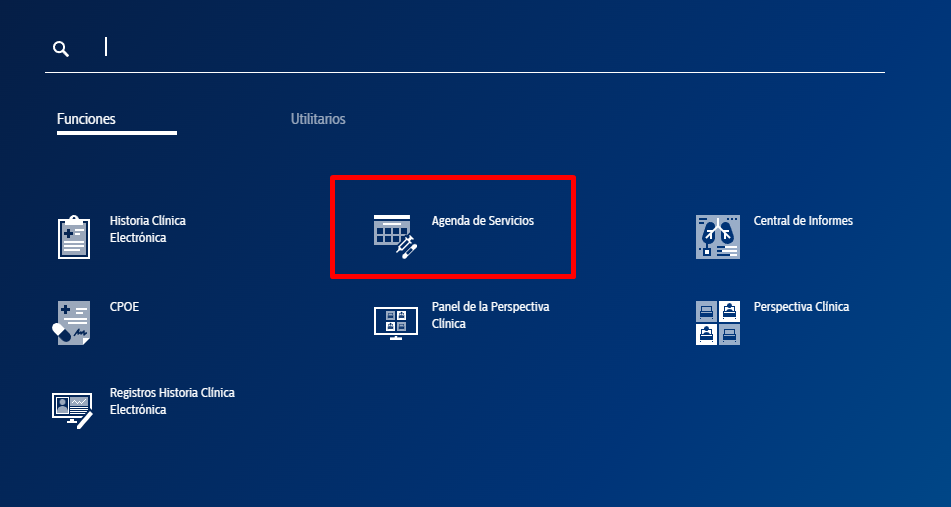 Funciones
Utilitarios
Historia Clínica
Electrónica
Agenda de Servicios
Central de Informes
CPOE
Panel de la Perspectiva
Clínica
Perspectiva Clínica
Registros Historia Clínica
Electrónica